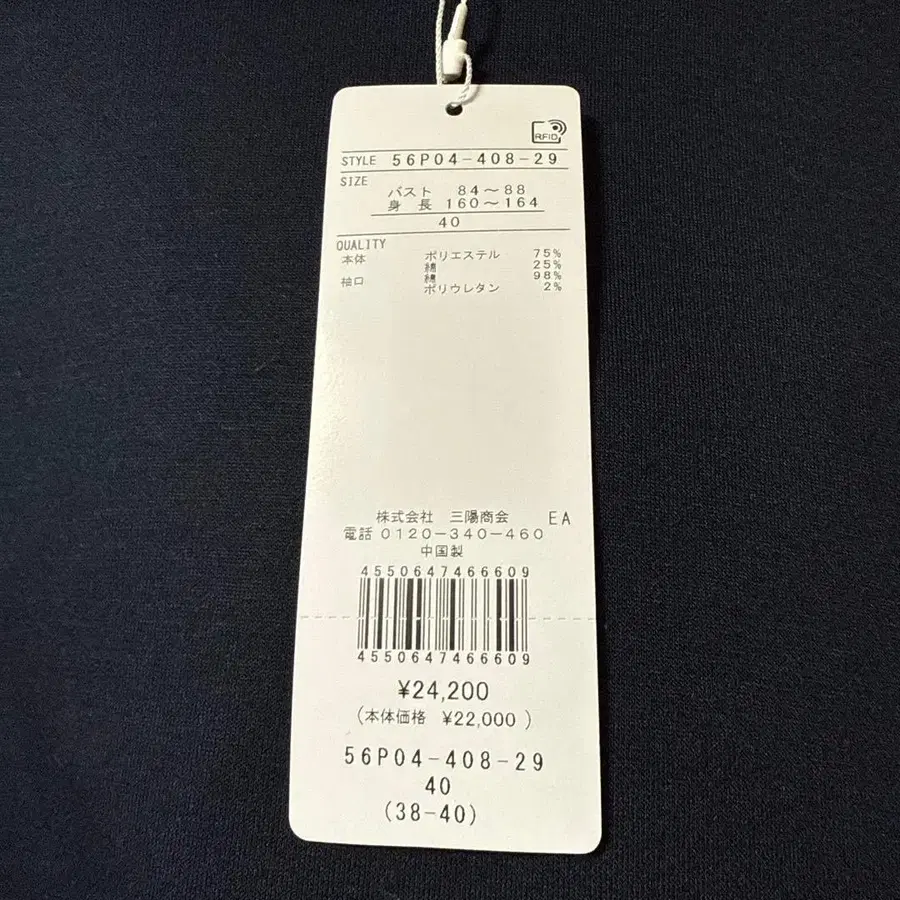 RFID
STYLE 56P04-408-29
SIZE
バスト 84～88
身長 160～164
40
QUALITY
本体 ポリエステル 75%
綿 25%
袖口 綿 98%
ポリウレタン 2%
株式会社 三陽商会 EA
電話 0120-340-460
中国製
4550647466609
4550647466609
¥24,200
(本体価格 ¥22,000)
56P04-408-29
40
(38-40)